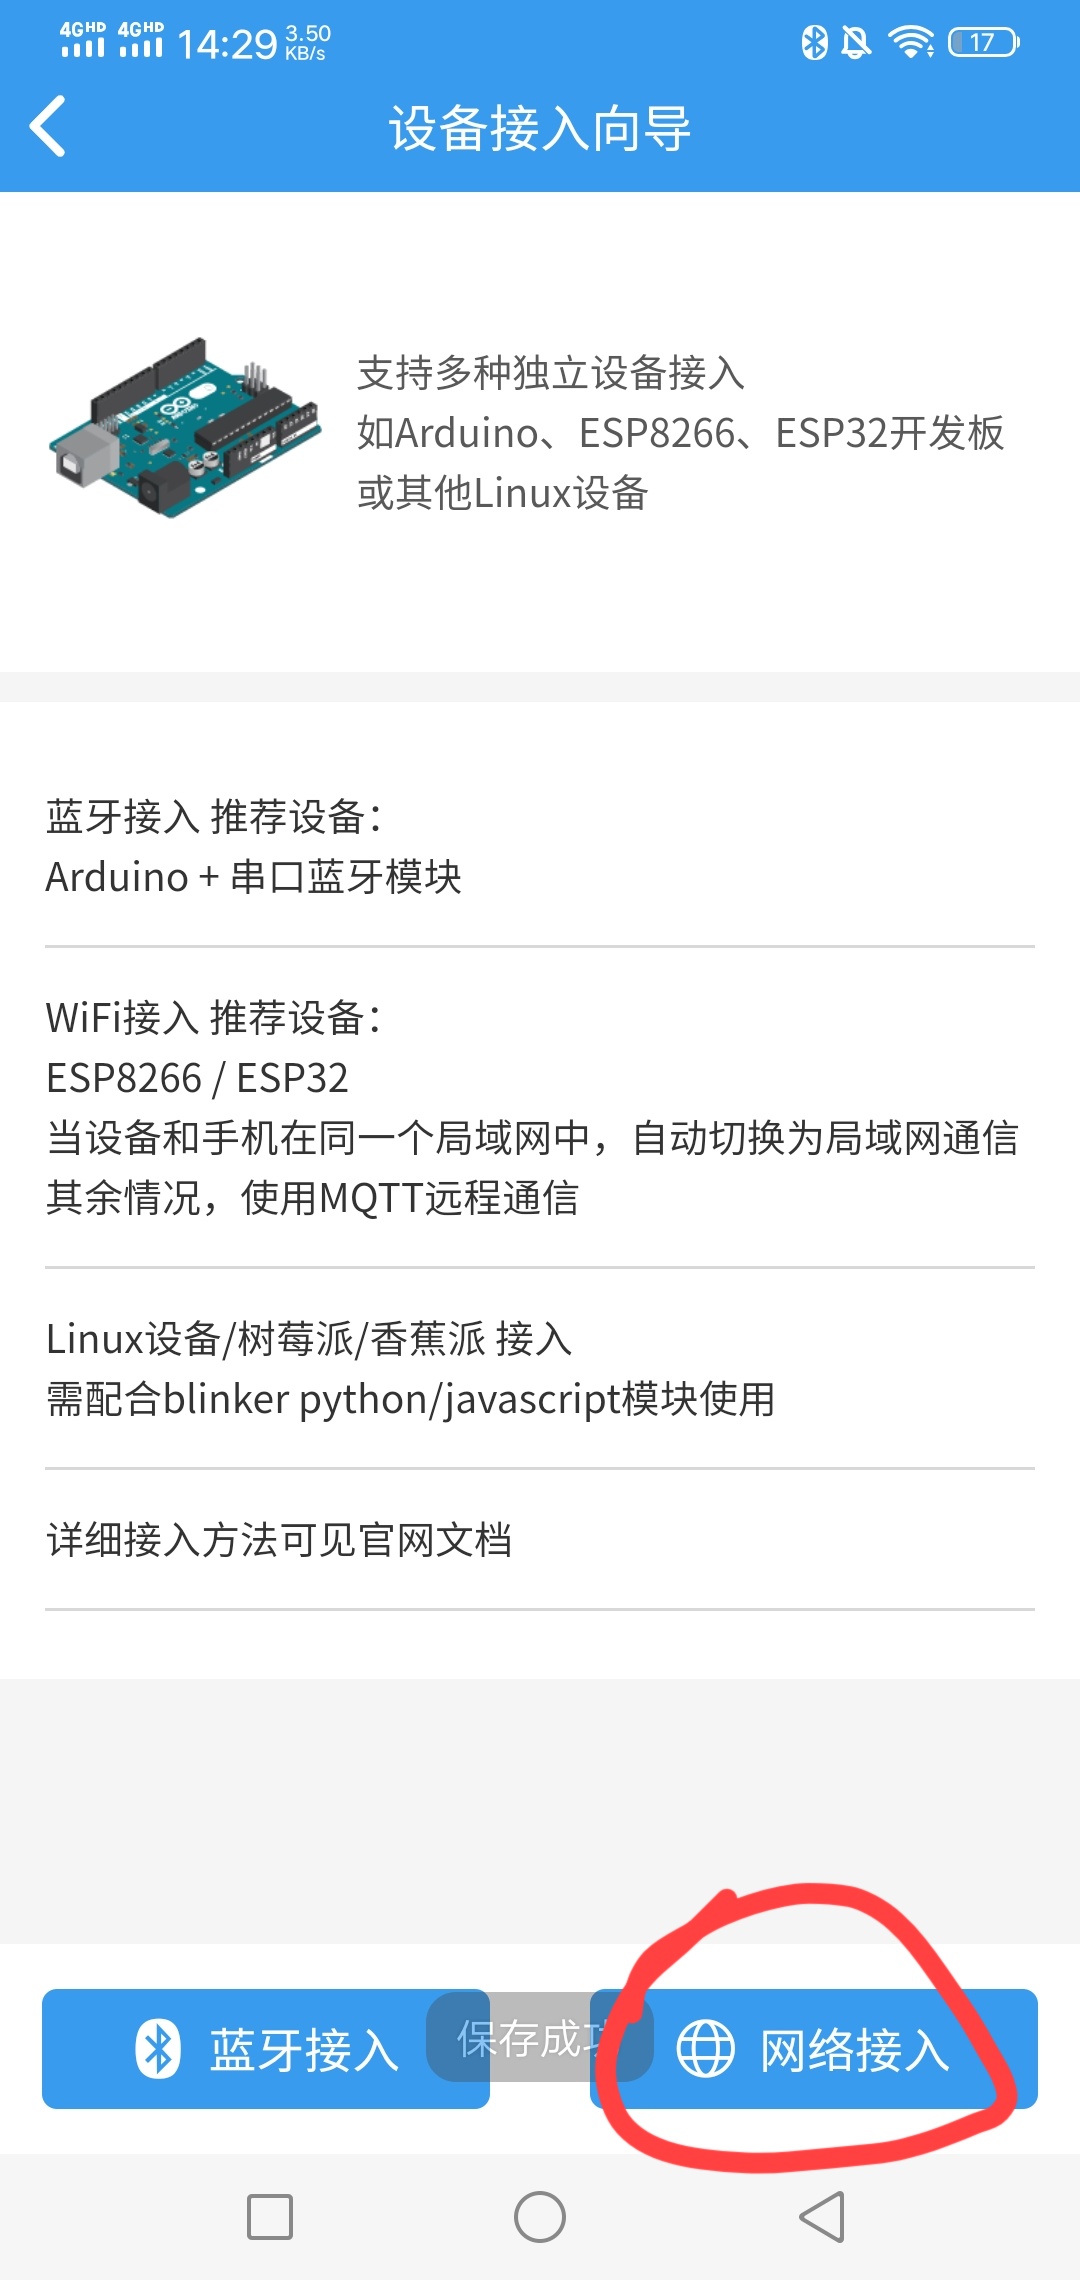 4GHD 4GHD 14:29 3.50 KB/s 17
设备接入向导
支持多种独立设备接入
如Arduino、ESP8266、ESP32开发板
或其他Linux设备
蓝牙接入 推荐设备：
Arduino + 串口蓝牙模块
WiFi接入 推荐设备：
ESP8266 / ESP32
当设备和手机在同一个局域网中，自动切换为局域网通信
其余情况，使用MQTT远程通信
Linux设备/树莓派/香蕉派 接入
需配合blinker python/javascript模块使用
详细接入方法可见官网文档
蓝牙接入
保存成功
网络接入